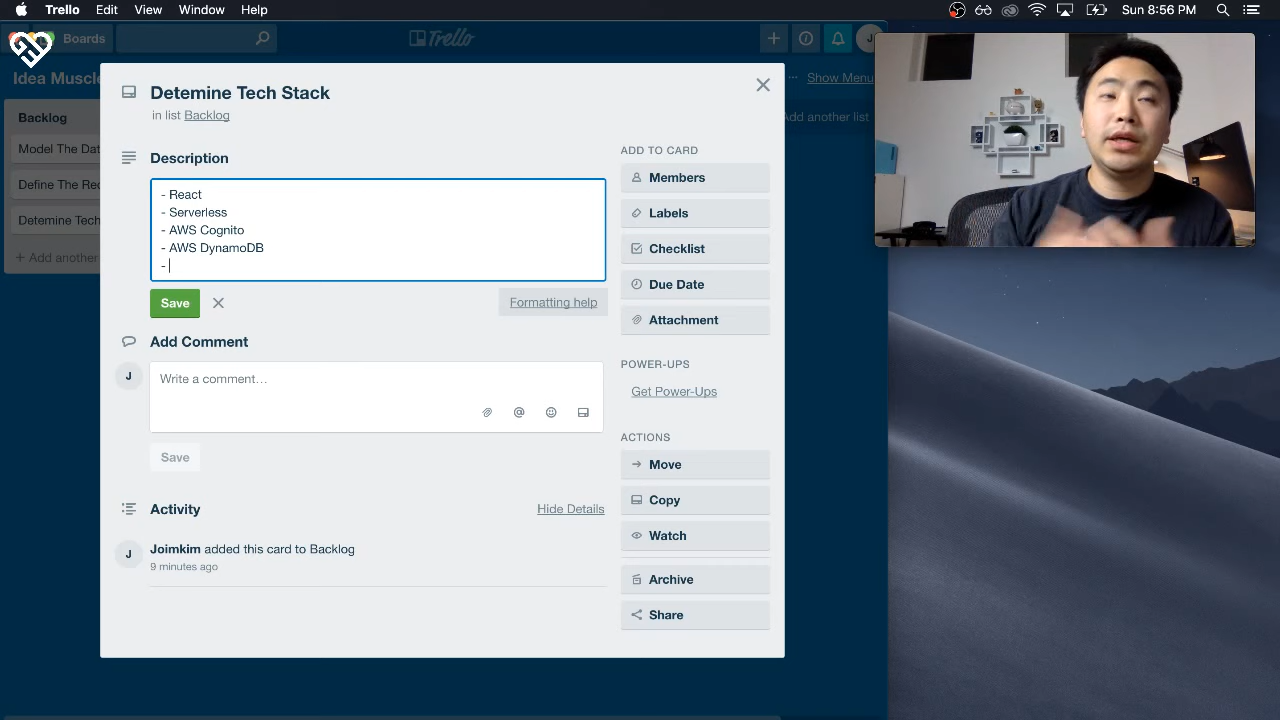 Trello Edit View Window Help
Sun 8:56 PM
Boards
Trello
J
Idea Muscle
Show Menu
Backlog
Model The Dat
Define The Rec
Detemine Tech
+ Add another
Add another list
Detemine Tech Stack
in list Backlog
Description
- React
- Serverless
- AWS Cognito
- AWS DynamoDB
-
Save
Formatting help
Add Comment
J
Write a comment…
@
Save
Activity
Hide Details
J
Joimkim added this card to Backlog
9 minutes ago
ADD TO CARD
Members
Labels
Checklist
Due Date
Attachment
POWER-UPS
Get Power-Ups
ACTIONS
Move
Copy
Watch
Archive
Share